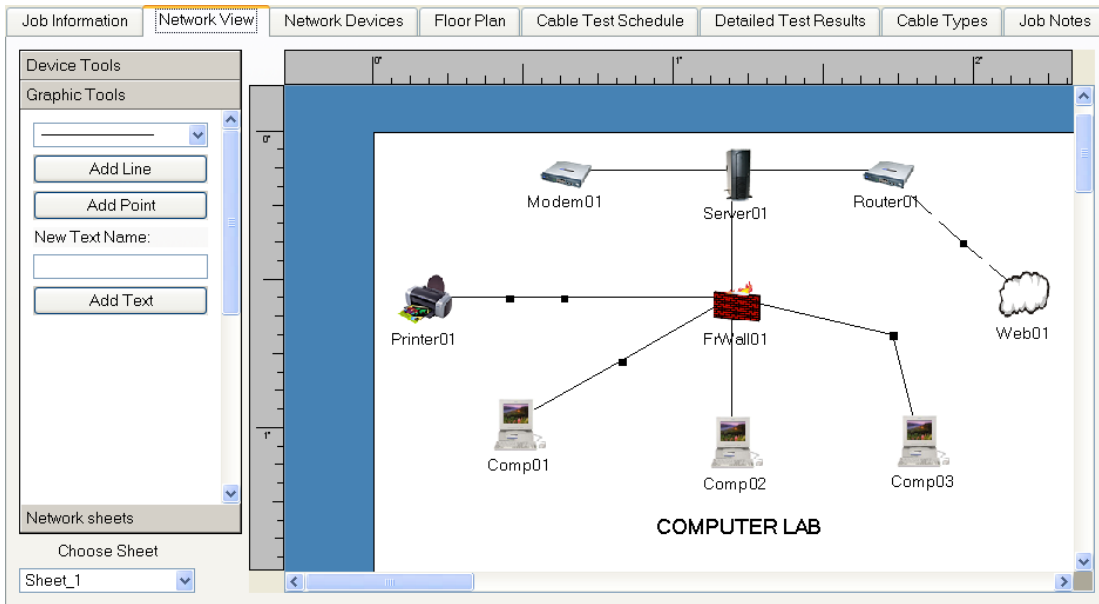 Job Information
Network View
Network Devices
Floor Plan
Cable Test Schedule
Detailed Test Results
Cable Types
Job Notes
Device Tools
Graphic Tools
Add Line
Add Point
New Text Name:
Add Text
Network sheets
Choose Sheet
Sheet_1
0" 1" 2"
0"
1"
Modem01
Server01
Router01
Printer01
FrWall01
Web01
Comp01
Comp02
Comp03
COMPUTER LAB